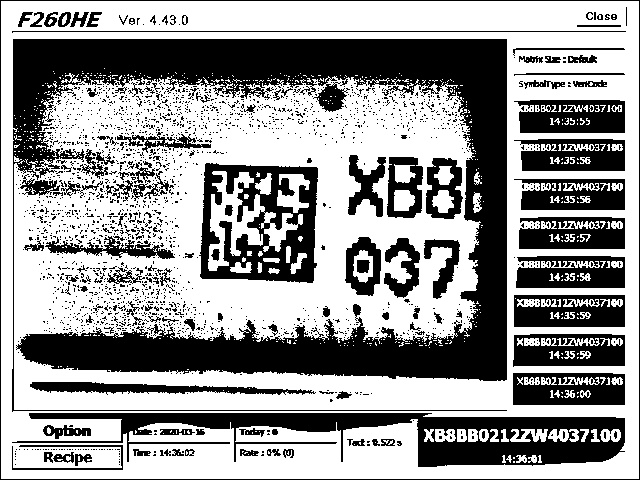 F260HE Ver. 4.43.0 Close
Matrix Size : Default
SymbolType : VeriCode
XB8BB0212ZW4037100
14:35:55
XB8BB0212ZW4037100
14:35:56
XB8BB0212ZW4037100
14:35:56
XB8BB0212ZW4037100
14:35:57
XB8BB0212ZW4037100
14:35:58
XB8BB0212ZW4037100
14:35:59
XB8BB0212ZW4037100
14:35:59
XB8BB0212ZW4037100
14:36:00
XB8B
037
Option
Recipe
Date : 2020-03-16
Time : 14:36:02
Today : 0
Rate : 0% (0)
Tact : 0.522 s
XB8BB0212ZW4037100
14:36:01